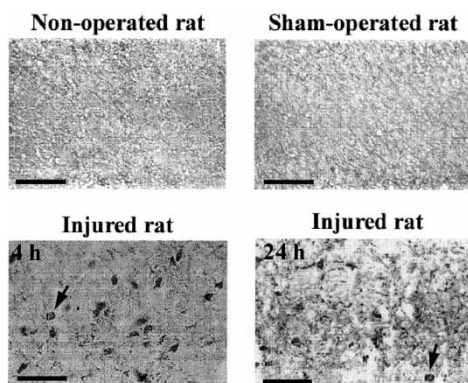 Non-operated rat
Sham-operated rat
Injured rat
Injured rat
4 h
24 h